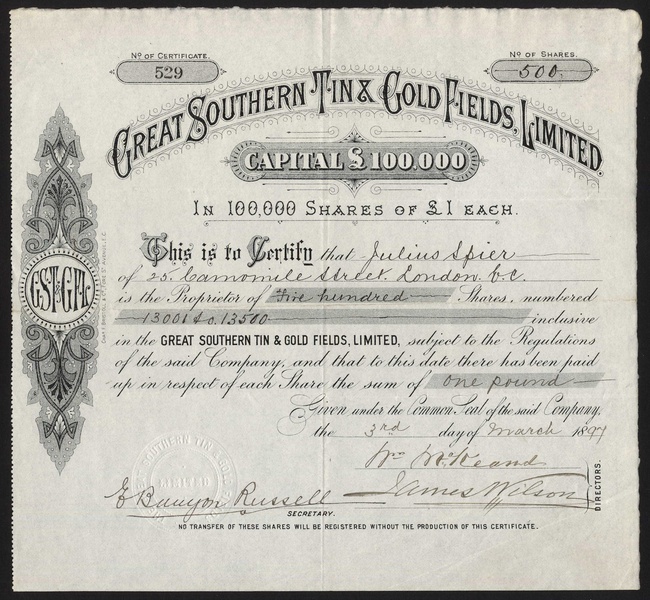 No OF CERTIFICATE.
529
No OF SHARES.
500
GREAT SOUTHERN TIN & GOLD FIELDS, LIMITED.
CAPITAL £100,000
IN 100,000 SHARES OF £1 EACH.
This is to Certify that Julius Spier
of 25. Camomile Street. London. E.C.
is the Proprietor of Five hundred Shares, numbered
13001 to 13500 inclusive
in the GREAT SOUTHERN TIN & GOLD FIELDS, LIMITED, subject to the Regulations
of the said Company, and that to this date there has been paid
up in respect of each Share the sum of one pound
Given under the Common Seal of the said Company,
the 3rd day of March 1897
Wm McKeand
James Wilson
DIRECTORS.
E Bunyon Russell
SECRETARY.
NO TRANSFER OF THESE SHARES WILL BE REGISTERED WITHOUT THE PRODUCTION OF THIS CERTIFICATE.
G.S.T.& G.F.L.
SOUTHERN TIN & GOLD
LIMITED